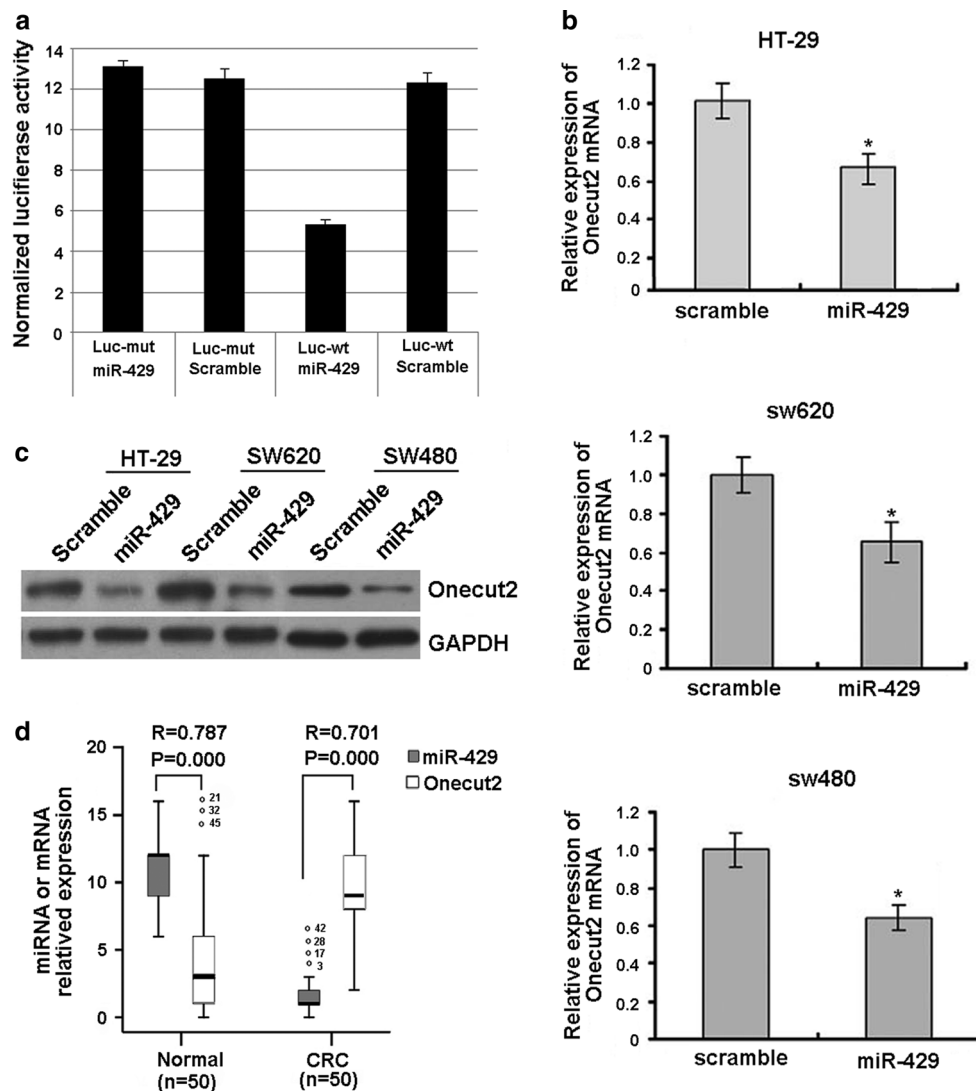 a
Normalized lucifierase activity
14
12
10
8
6
4
2
0
Luc-mut
miR-429
Luc-mut
Scramble
Luc-wt
miR-429
Luc-wt
Scramble
b
HT-29
Relative expression of
Onecut2 mRNA
1.2
1.0
0.8
0.6
0.4
0.2
0
*
scramble
miR-429
sw620
Relative expression of
Onecut2 mRNA
1.2
1.0
0.8
0.6
0.4
0.2
0
*
scramble
miR-429
sw480
Relative expression of
Onecut2 mRNA
1.2
1.0
0.8
0.6
0.4
0.2
0
*
scramble
miR-429
c
HT-29
SW620
SW480
Scramble
miR-429
Scramble
miR-429
Scramble
miR-429
Onecut2
GAPDH
d
R=0.787
P=0.000
R=0.701
P=0.000
miR-429
Onecut2
miRNA or mRNA
relatived expression
20
15
10
5
0
21
32
45
42
28
17
3
Normal
(n=50)
CRC
(n=50)